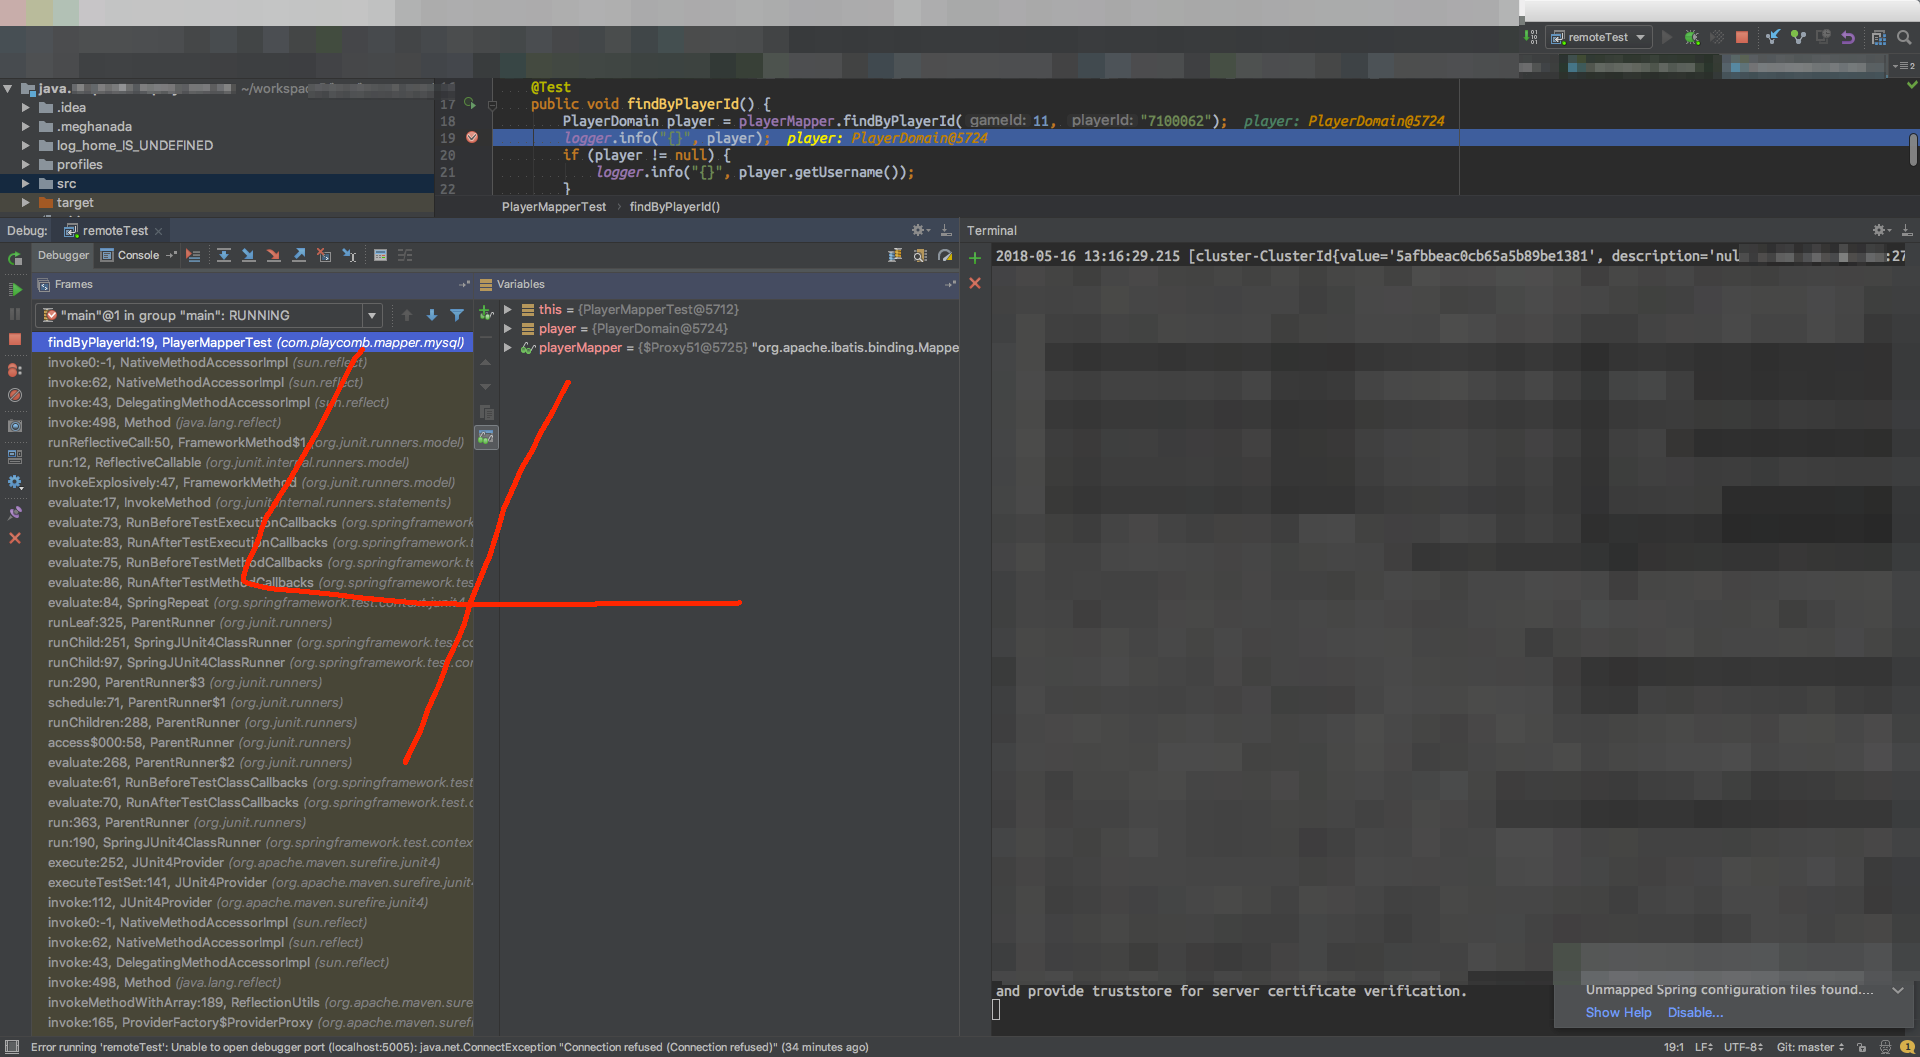 remoteTest
java.
~/workspac
.idea
.meghanada
log_home_IS_UNDEFINED
profiles
src
target
@Test
17 public void findByPlayerId() {
18 PlayerDomain player = playerMapper.findByPlayerId( gameId: 11, playerId: "7100062"); player: PlayerDomain@5724
19 logger.info("{}", player); player: PlayerDomain@5724
20 if (player != null) {
21 logger.info("{}", player.getUsername());
22 }
PlayerMapperTest › findByPlayerId()
Debug: remoteTest
Debugger Console
Frames
"main"@1 in group "main": RUNNING
findByPlayerId:19, PlayerMapperTest (com.playcomb.mapper.mysql)
invoke0:-1, NativeMethodAccessorImpl (sun.reflect)
invoke:62, NativeMethodAccessorImpl (sun.reflect)
invoke:43, DelegatingMethodAccessorImpl (sun.reflect)
invoke:498, Method (java.lang.reflect)
runReflectiveCall:50, FrameworkMethod$1 (org.junit.runners.model)
run:12, ReflectiveCallable (org.junit.internal.runners.model)
invokeExplosively:47, FrameworkMethod (org.junit.runners.model)
evaluate:17, InvokeMethod (org.junit.internal.runners.statements)
evaluate:73, RunBeforeTestExecutionCallbacks (org.springframework
evaluate:83, RunAfterTestExecutionCallbacks (org.springframework.t
evaluate:75, RunBeforeTestMethodCallbacks (org.springframework.te
evaluate:86, RunAfterTestMethodCallbacks (org.springframework.tes
evaluate:84, SpringRepeat (org.springframework.test.context.junit4
runLeaf:325, ParentRunner (org.junit.runners)
runChild:251, SpringJUnit4ClassRunner (org.springframework.test.co
runChild:97, SpringJUnit4ClassRunner (org.springframework.test.con
run:290, ParentRunner$3 (org.junit.runners)
schedule:71, ParentRunner$1 (org.junit.runners)
runChildren:288, ParentRunner (org.junit.runners)
access$000:58, ParentRunner (org.junit.runners)
evaluate:268, ParentRunner$2 (org.junit.runners)
evaluate:61, RunBeforeTestClassCallbacks (org.springframework.test
evaluate:70, RunAfterTestClassCallbacks (org.springframework.test.c
run:363, ParentRunner (org.junit.runners)
run:190, SpringJUnit4ClassRunner (org.springframework.test.contex
execute:252, JUnit4Provider (org.apache.maven.surefire.junit4)
executeTestSet:141, JUnit4Provider (org.apache.maven.surefire.junit4
invoke:112, JUnit4Provider (org.apache.maven.surefire.junit4)
invoke0:-1, NativeMethodAccessorImpl (sun.reflect)
invoke:62, NativeMethodAccessorImpl (sun.reflect)
invoke:43, DelegatingMethodAccessorImpl (sun.reflect)
invoke:498, Method (java.lang.reflect)
invokeMethodWithArray:189, ReflectionUtils (org.apache.maven.sure
invoke:165, ProviderFactory$ProviderProxy (org.apache.maven.surefi
Variables
this = {PlayerMapperTest@5712}
player = {PlayerDomain@5724}
playerMapper = {$Proxy51@5725} "org.apache.ibatis.binding.Mappe
Terminal
2018-05-16 13:16:29.215 [cluster-ClusterId{value='5afbbeac0cb65a5b89be1381', description='nul
:27
and provide truststore for server certificate verification.
Unmapped Spring configuration files found....
Show Help Disable...
Error running 'remoteTest': Unable to open debugger port (localhost:5005): java.net.ConnectException "Connection refused (Connection refused)" (34 minutes ago)
19:1 LF UTF-8 Git: master 1